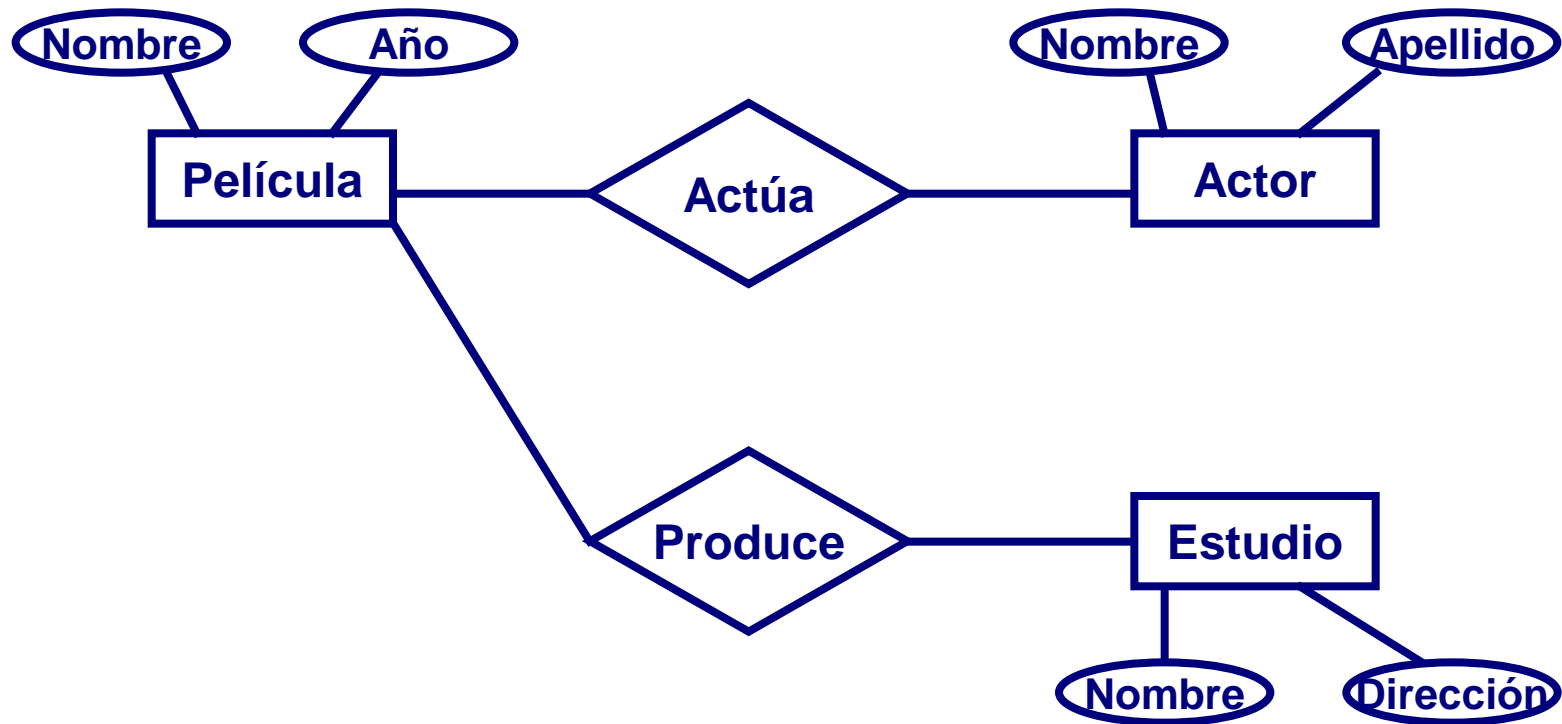 Nombre
Año
Nombre
Apellido
Película
Actúa
Actor
Produce
Estudio
Nombre
Dirección